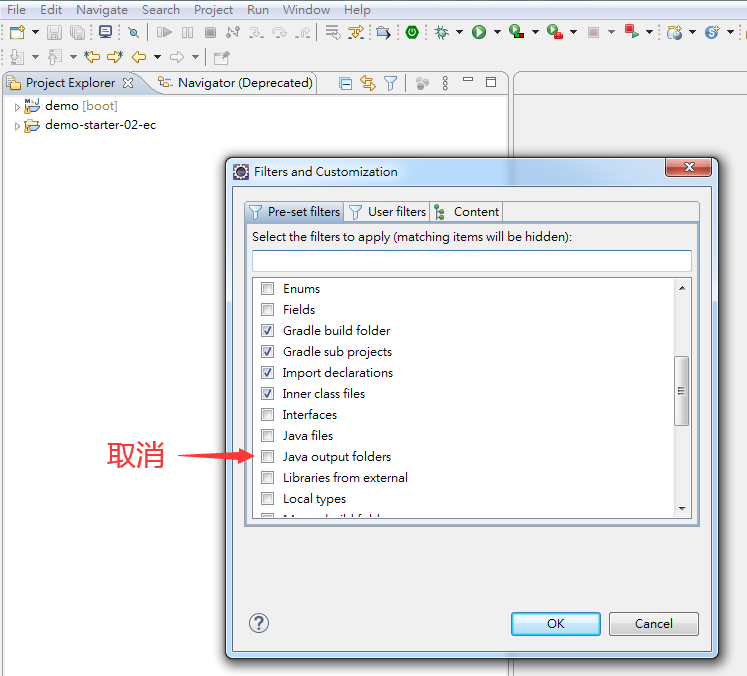 File Edit Navigate Search Project Run Window Help
Project Explorer Navigator (Deprecated)
demo [boot]
demo-starter-02-ec
Filters and Customization
Pre-set filters User filters Content
Select the filters to apply (matching items will be hidden):
Enums
Fields
Gradle build folder
Gradle sub projects
Import declarations
Inner class files
Interfaces
Java files
取消
Java output folders
Libraries from external
Local types
OK Cancel